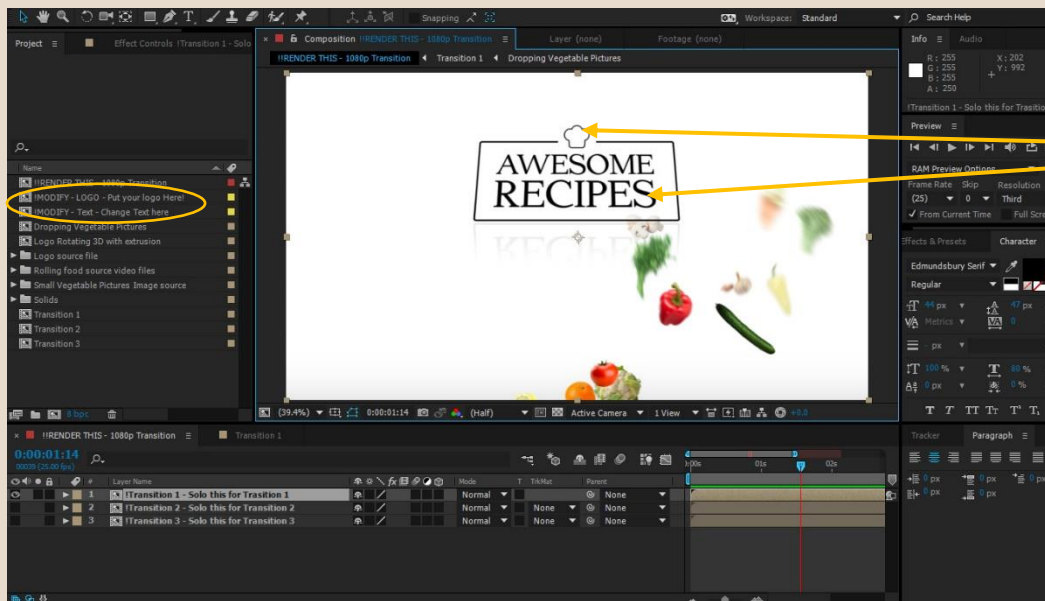 Snapping
Workspace: Standard
Search Help
Project
Effect Controls !Transition 1 - Solo
Composition !!RENDER THIS - 1080p Transition
Layer (none)
Footage (none)
Info
Audio
!!RENDER THIS - 1080p Transition
Transition 1
Dropping Vegetable Pictures
R: 255
G: 255
B: 255
A: 250
X: 202
Y: 992
!Transition 1 - Solo this for Trasitio
Preview
RAM Preview Options
Frame Rate Skip Resolution
(25) 0 Third
From Current Time Full Scre
Effects & Presets
Character
Edmundsbury Serif
Regular
44 px
47 px
Metrics
0
- px
100 %
80 %
0 px
0 %
T T TT Tт T¹ T₁
AWESOME
RECIPES
Name
!!RENDER THIS - 1080p Transition
!MODIFY - LOGO - Put your logo Here!
!MODIFY - Text - Change Text here
Dropping Vegetable Pictures
Logo Rotating 3D with extrusion
Logo source file
Rolling food source video files
Small Vegetable Pictures Image source
Solids
Transition 1
Transition 2
Transition 3
8 bpc
(39.4%)
0:00:01:14
(Half)
Active Camera
1 View
+0.0
!!RENDER THIS - 1080p Transition
Transition 1
0:00:01:14
00039 (25.00 fps)
Tracker
Paragraph
# Layer Name
Mode
T TrkMat
Parent
01s
02s
1 !Transition 1 - Solo this for Trasition 1
Normal
None
2 !Transition 2 - Solo this for Transition 2
Normal
None
None
3 !Transition 3 - Solo this for Transition 3
Normal
None
None
0 px
0 px
0 px
0 px
0 px